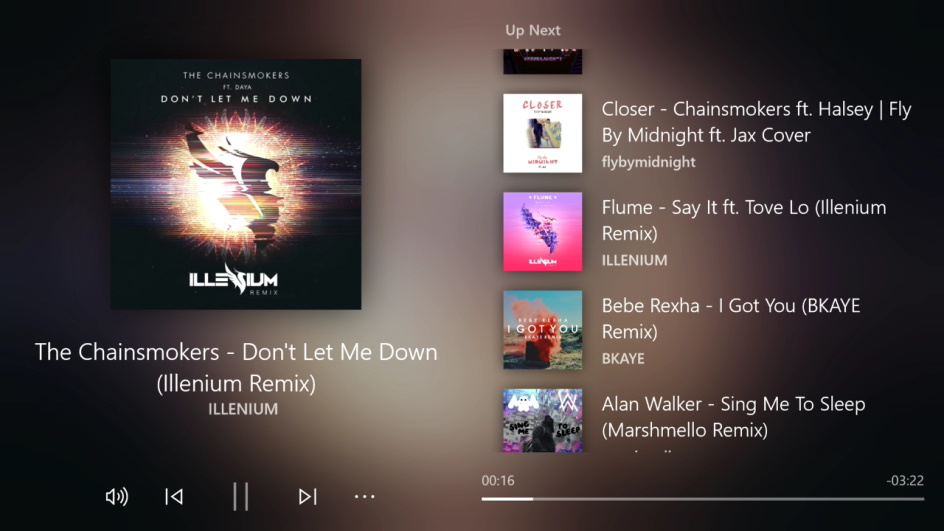 Up Next
THE CHAINSMOKERS
FT. DAYA
DON'T LET ME DOWN
ILLENIUM
REMIX
The Chainsmokers - Don't Let Me Down
(Illenium Remix)
ILLENIUM
CLOSER
MIDNIGHT
Closer - Chainsmokers ft. Halsey | Fly
By Midnight ft. Jax Cover
flybymidnight
FLUME
ILLENIUM
Flume - Say It ft. Tove Lo (Illenium
Remix)
ILLENIUM
BEBE REXHA
I GOT YOU
BKAYE REMIX
Bebe Rexha - I Got You (BKAYE
Remix)
BKAYE
SING
ME
TO
SLEEP
Alan Walker - Sing Me To Sleep
(Marshmello Remix)
00:16
-03:22